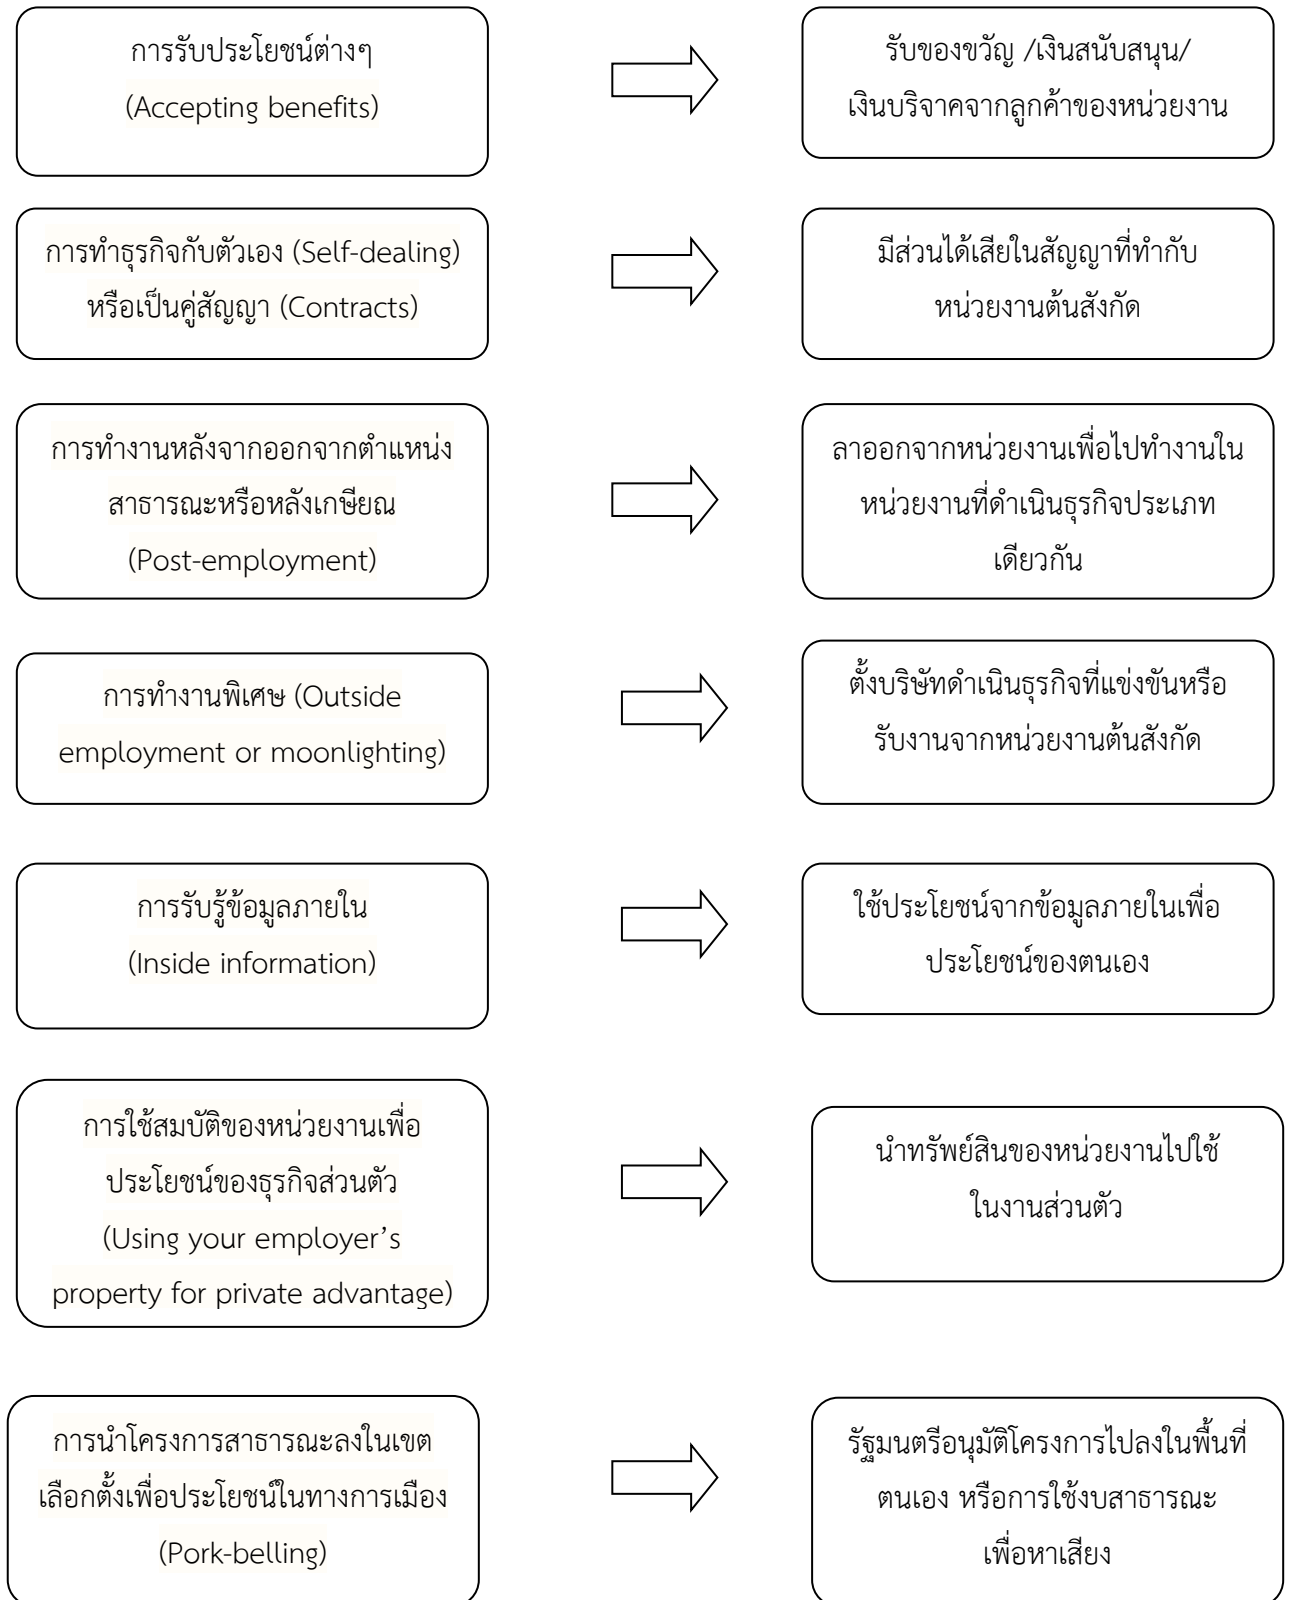 การรับประโยชน์ต่างๆ
(Accepting benefits)
รับของขวัญ /เงินสนับสนุน/
เงินบริจาคจากลูกค้าของหน่วยงาน
การทำธุรกิจกับตัวเอง (Self-dealing)
หรือเป็นคู่สัญญา (Contracts)
มีส่วนได้เสียในสัญญาที่ทำกับ
หน่วยงานต้นสังกัด
การทำงานหลังจากออกจากตำแหน่ง
สาธารณะหรือหลังเกษียณ
(Post-employment)
ลาออกจากหน่วยงานเพื่อไปทำงานใน
หน่วยงานที่ดำเนินธุรกิจประเภท
เดียวกัน
การทำงานพิเศษ (Outside
employment or moonlighting)
ตั้งบริษัทดำเนินธุรกิจที่แข่งขันหรือ
รับงานจากหน่วยงานต้นสังกัด
การรับรู้ข้อมูลภายใน
(Inside information)
ใช้ประโยชน์จากข้อมูลภายในเพื่อ
ประโยชน์ของตนเอง
การใช้สมบัติของหน่วยงานเพื่อ
ประโยชน์ของธุรกิจส่วนตัว
(Using your employer’s
property for private advantage)
นำทรัพย์สินของหน่วยงานไปใช้
ในงานส่วนตัว
การนำโครงการสาธารณะลงในเขต
เลือกตั้งเพื่อประโยชน์ในทางการเมือง
(Pork-belling)
รัฐมนตรีอนุมัติโครงการไปลงในพื้นที่
ตนเอง หรือการใช้งบสาธารณะ
เพื่อหาเสียง